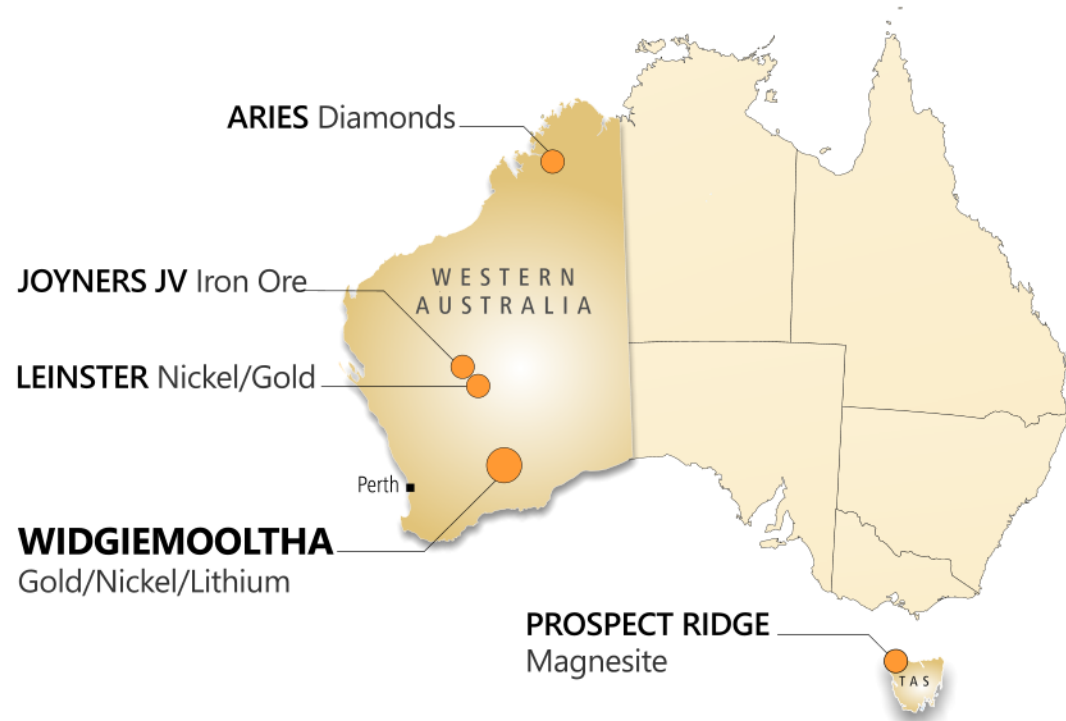 ARIES Diamonds
JOYNERS JV Iron Ore
WESTERN
AUSTRALIA
LEINSTER Nickel/Gold
Perth
WIDGIEMOOLTHA
Gold/Nickel/Lithium
PROSPECT RIDGE
Magnesite
TAS